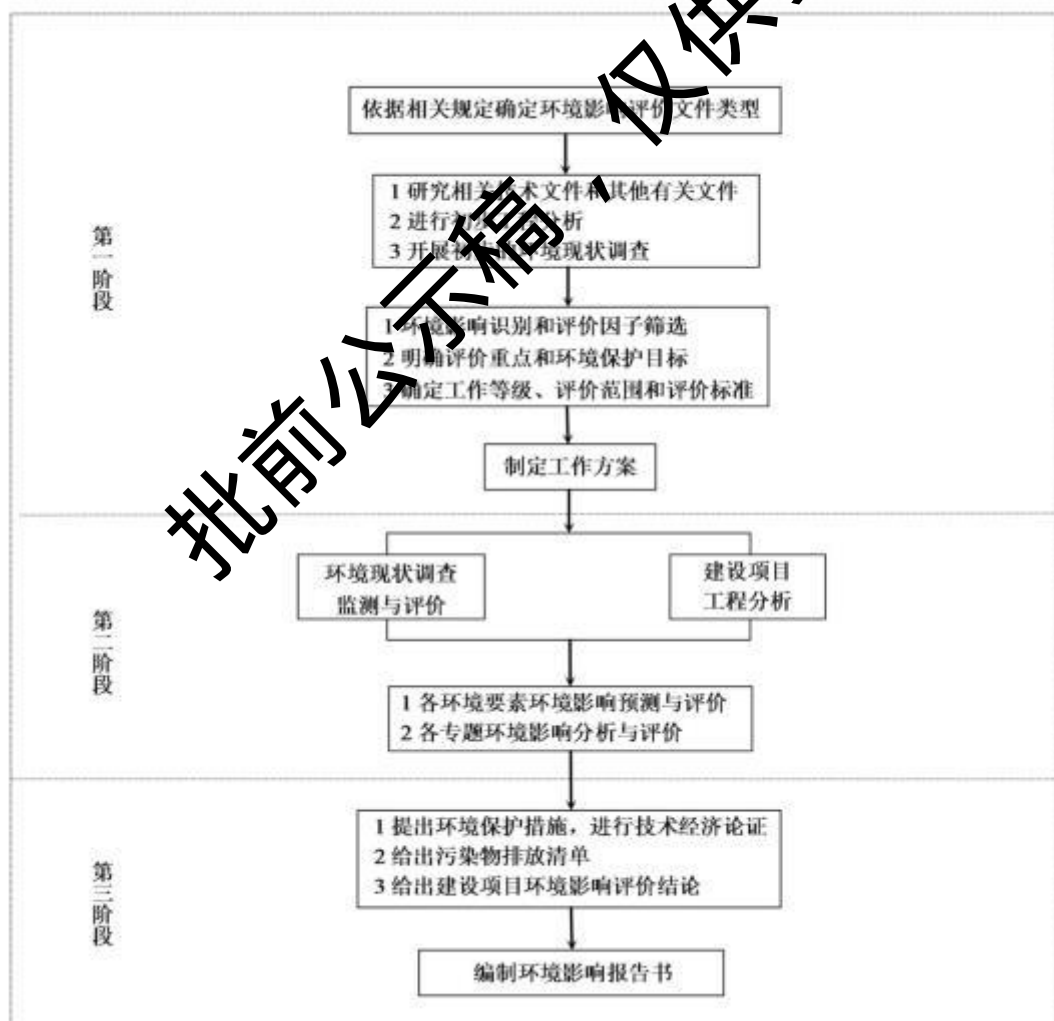 依据相关规定确定环境影响评价文件类型
1 研究相关技术文件和其他有关文件
2 进行初步工程分析
3 开展初步的环境现状调查
第一阶段
1 环境影响识别和评价因子筛选
2 明确评价重点和环境保护目标
3 确定工作等级、评价范围和评价标准
制定工作方案
环境现状调查
监测与评价
建设项目
工程分析
第二阶段
1 各环境要素环境影响预测与评价
2 各专题环境影响分析与评价
1 提出环境保护措施，进行技术经济论证
2 给出污染物排放清单
3 给出建设项目环境影响评价结论
第三阶段
编制环境影响报告书
批前公示稿，仅供